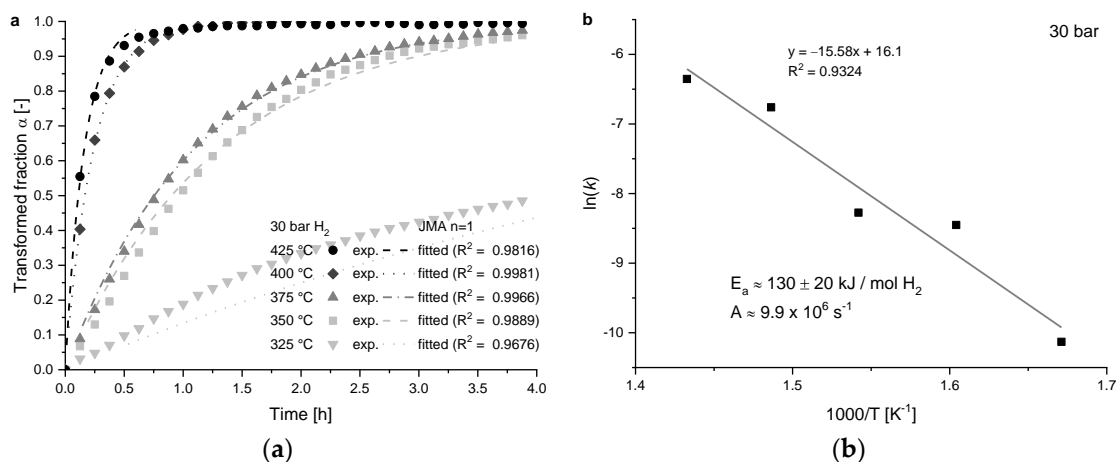 a
1.0
0.9
0.8
0.7
0.6
0.5
0.4
0.3
0.2
0.1
0.0
Transformed fraction α [-]
30 bar H₂ JMA n=1
425 °C exp. fitted (R² = 0.9816)
400 °C exp. fitted (R² = 0.9981)
375 °C exp. fitted (R² = 0.9966)
350 °C exp. fitted (R² = 0.9889)
325 °C exp. fitted (R² = 0.9676)
0.0 0.5 1.0 1.5 2.0 2.5 3.0 3.5 4.0
Time [h]
(a)
b
30 bar
y = −15.58x + 16.1
R² = 0.9324
-6
-7
-8
-9
-10
ln(k)
Eₐ ≈ 130 ± 20 kJ / mol H₂
A ≈ 9.9 x 10⁶ s⁻¹
1.4 1.5 1.6 1.7
1000/T [K⁻¹]
(b)